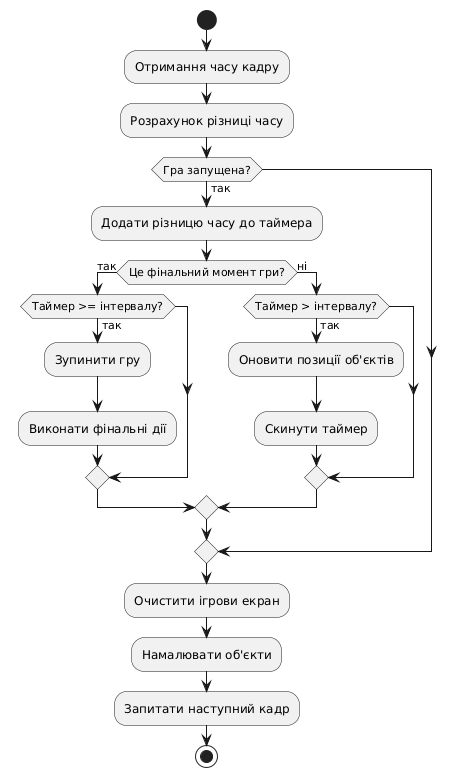 Отримання часу кадру
Розрахунок різниці часу
Гра запущена?
так
Додати різницю часу до таймера
так
Це фінальний момент гри?
ні
Таймер >= інтервалу?
так
Зупинити гру
Виконати фінальні дії
Таймер > інтервалу?
так
Оновити позиції об'єктів
Скинути таймер
Очистити ігрови екран
Намалювати об'єкти
Запитати наступний кадр